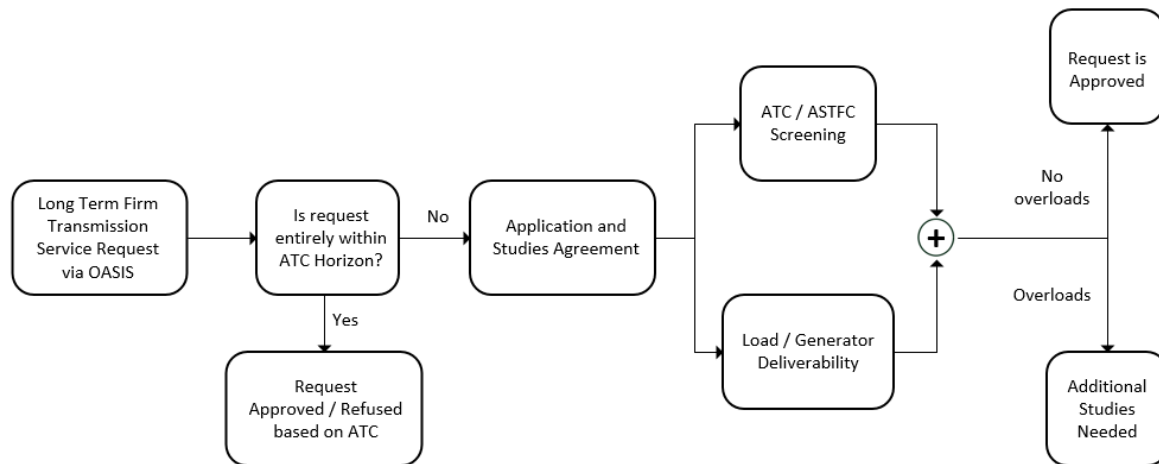 Long Term Firm
Transmission
Service Request
via OASIS
Is request
entirely within
ATC Horizon?
No
Yes
Request
Approved / Refused
based on ATC
Application and
Studies Agreement
ATC / ASTFC
Screening
Load / Generator
Deliverability
+
No
overloads
Overloads
Request is
Approved
Additional
Studies
Needed